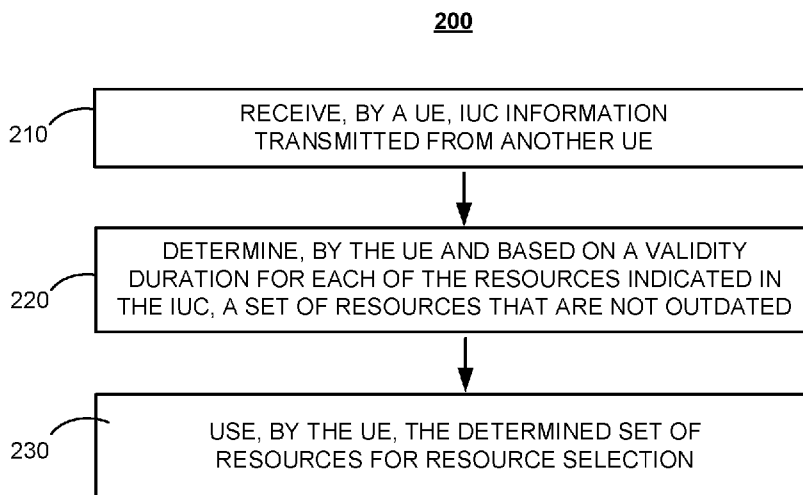 200
210
RECEIVE, BY A UE, IUC INFORMATION
TRANSMITTED FROM ANOTHER UE
220
DETERMINE, BY THE UE AND BASED ON A VALIDITY
DURATION FOR EACH OF THE RESOURCES INDICATED IN
THE IUC, A SET OF RESOURCES THAT ARE NOT OUTDATED
230
USE, BY THE UE, THE DETERMINED SET OF
RESOURCES FOR RESOURCE SELECTION